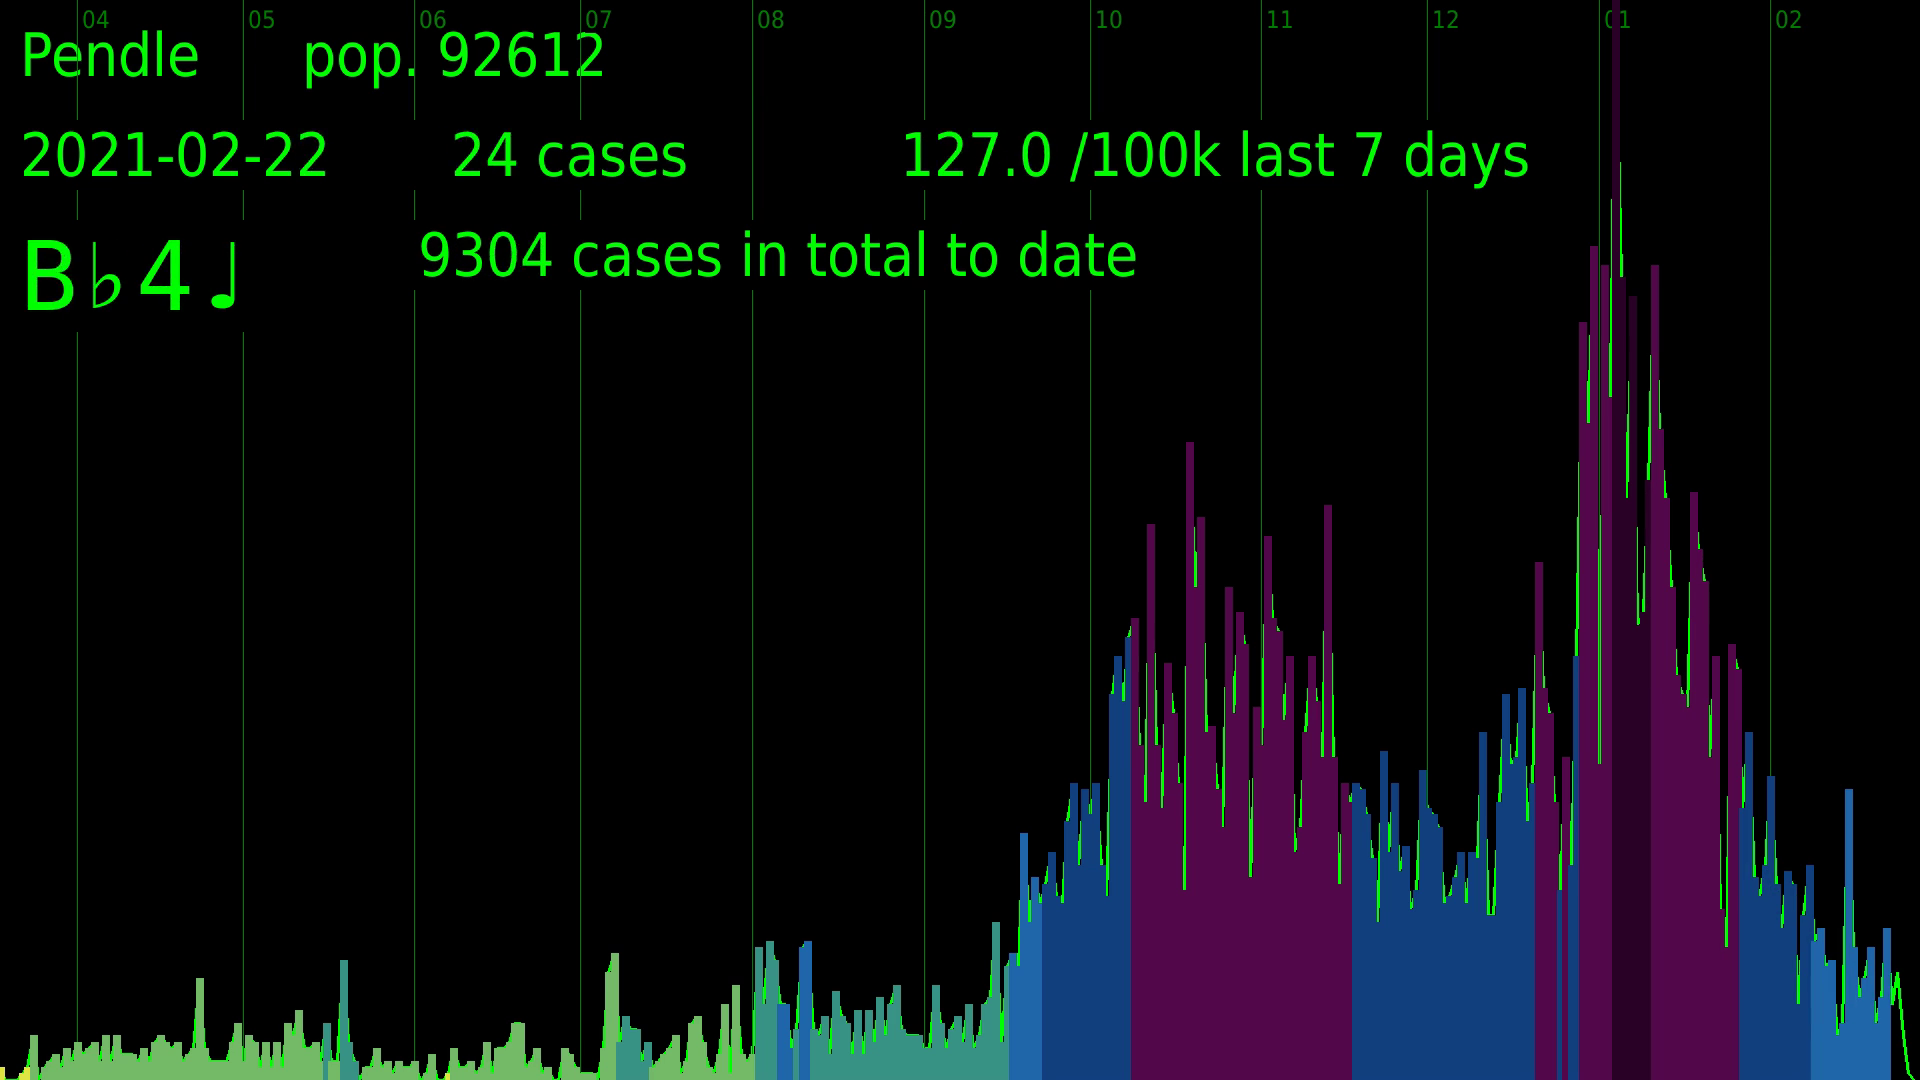 04 05 06 07 08 09 10 11 12 01 02
Pendle pop. 92612
2021-02-22 24 cases 127.0 /100k last 7 days
B♭4♩ 9304 cases in total to date